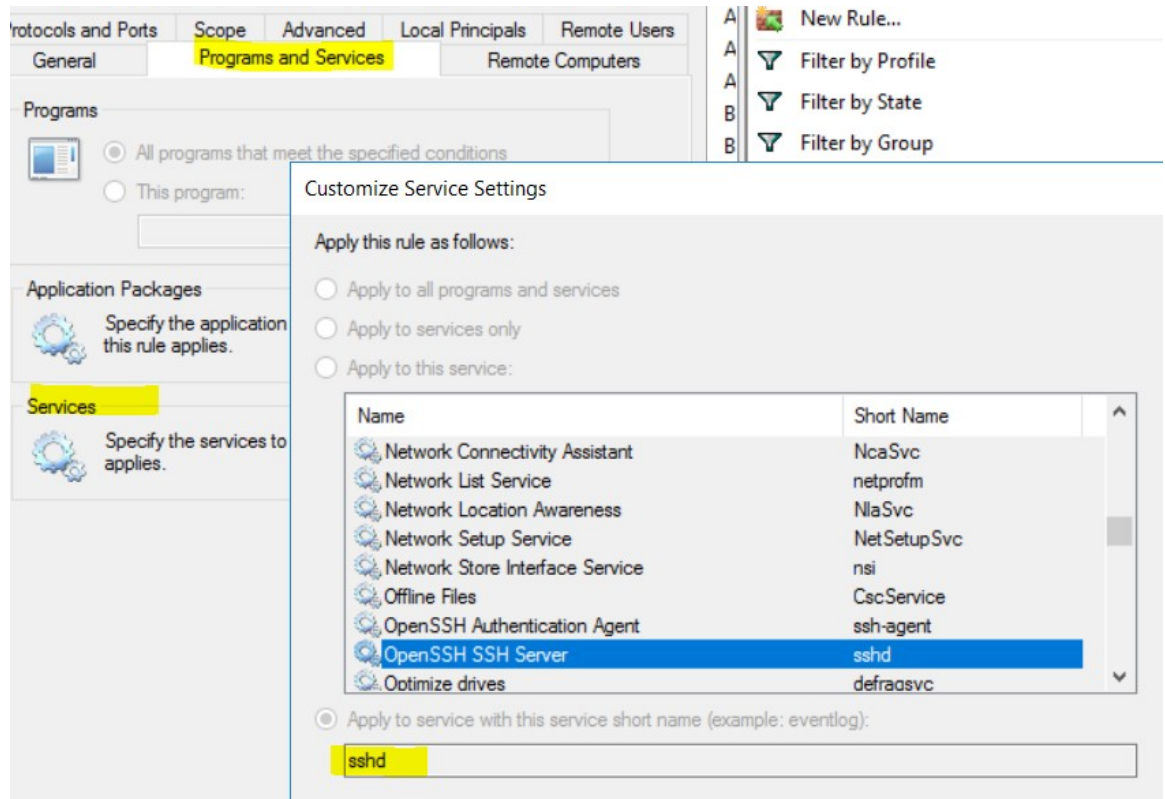 rotocols and Ports Scope Advanced Local Principals Remote Users
General Programs and Services Remote Computers
Programs
All programs that meet the specified conditions
This program:
Application Packages
Specify the application
this rule applies.
Services
Specify the services to
applies.
A
A
A
B
B
New Rule...
Filter by Profile
Filter by State
Filter by Group
Customize Service Settings
Apply this rule as follows:
Apply to all programs and services
Apply to services only
Apply to this service:
Name Short Name
Network Connectivity Assistant NcaSvc
Network List Service netprofm
Network Location Awareness NlaSvc
Network Setup Service NetSetupSvc
Network Store Interface Service nsi
Offline Files CscService
OpenSSH Authentication Agent ssh-agent
OpenSSH SSH Server sshd
Optimize drives defragsvc
Apply to service with this service short name (example: eventlog):
sshd